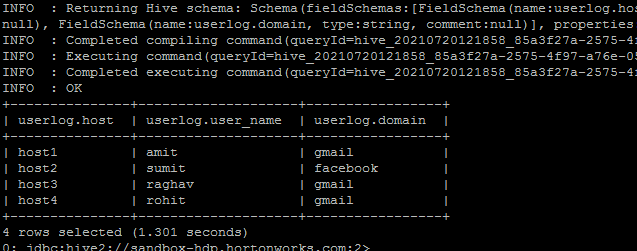 INFO  : Returning Hive schema: Schema(fieldSchemas:[FieldSchema(name:userlog.hos
null), FieldSchema(name:userlog.domain, type:string, comment:null)], properties
INFO  : Completed compiling command(queryId=hive_20210720121858_85a3f27a-2575-4f
INFO  : Executing command(queryId=hive_20210720121858_85a3f27a-2575-4f97-a76e-05
INFO  : Completed executing command(queryId=hive_20210720121858_85a3f27a-2575-4f
INFO  : OK
+---------------+--------------------+-----------------+
| userlog.host  | userlog.user_name  | userlog.domain  |
+---------------+--------------------+-----------------+
| host1         | amit               | gmail           |
| host2         | sumit              | facebook        |
| host3         | raghav             | gmail           |
| host4         | rohit              | gmail           |
+---------------+--------------------+-----------------+
4 rows selected (1.301 seconds)
0: jdbc:hive2://sandbox-hdp.hortonworks.com:2>